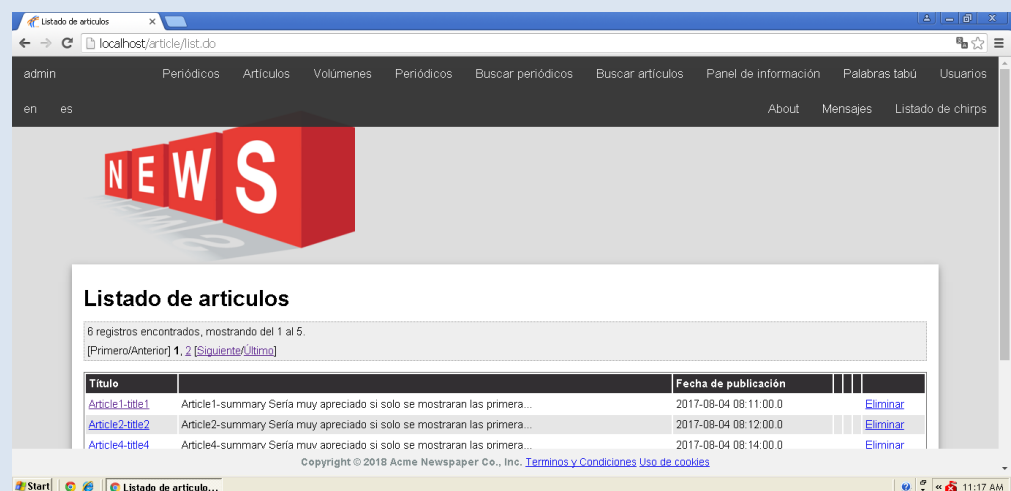 Listado de articulos
localhost/article/list.do
admin Periódicos Artículos Volúmenes Periódicos Buscar periódicos Buscar artículos Panel de información Palabras tabú Usuarios
en es About Mensajes Listado de chirps
NEWS
Listado de articulos
6 registros encontrados, mostrando del 1 al 5.
[Primero/Anterior] 1, 2 [Siguiente/Último]
Título Fecha de publicación
Article1-title1 Article1-summary Sería muy apreciado si solo se mostraran las primera... 2017-08-04 08:11:00.0 Eliminar
Article2-title2 Article2-summary Sería muy apreciado si solo se mostraran las primera... 2017-08-04 08:12:00.0 Eliminar
Article4-title4 Article4-summary Sería muy apreciado si solo se mostraran las primera... 2017-08-04 08:14:00.0 Eliminar
Copyright © 2018 Acme Newspaper Co., Inc. Terminos y Condiciones Uso de cookies
Start Listado de articulo... 11:17 AM